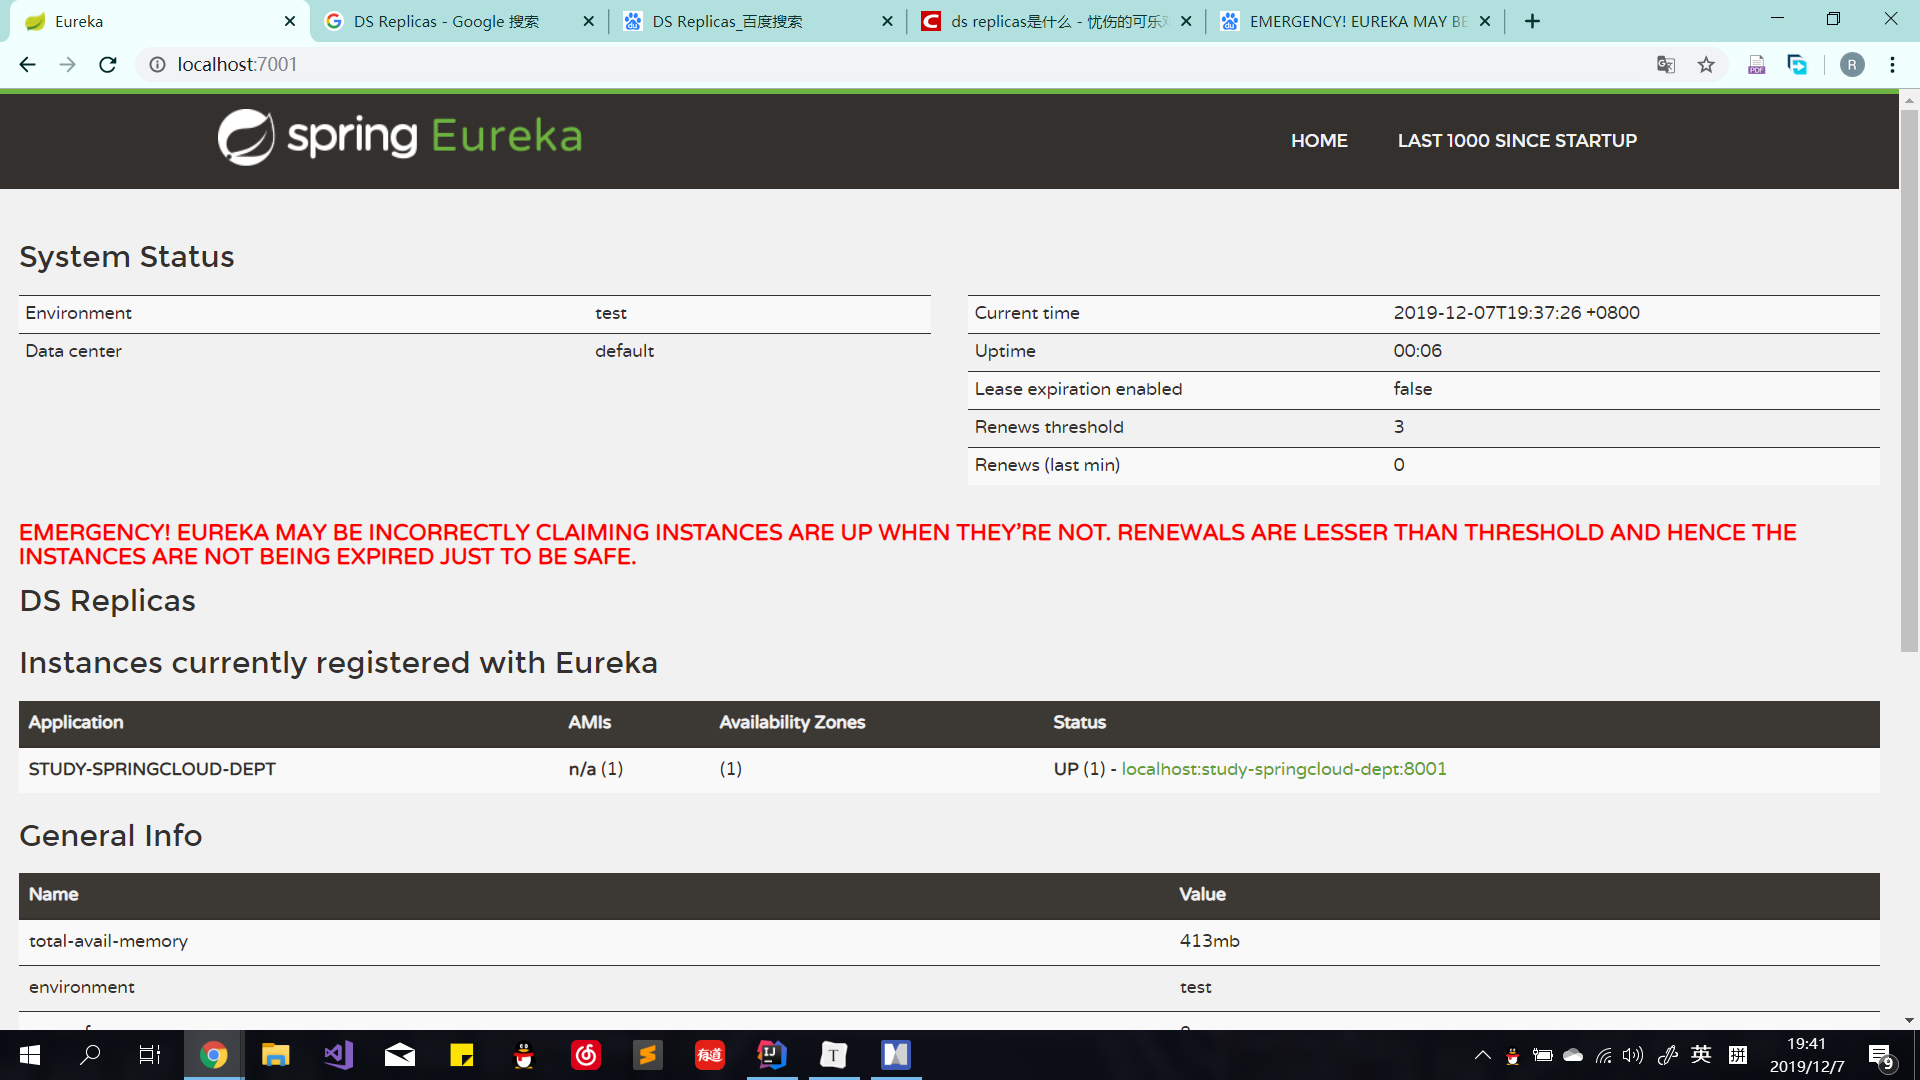 Eureka
DS Replicas - Google 搜索
DS Replicas_百度搜索
ds replicas是什么 - 忧伤的可乐
EMERGENCY! EUREKA MAY BE
localhost:7001
PDF
R
spring Eureka
HOME
LAST 1000 SINCE STARTUP
System Status
Environment test
Data center default
Current time 2019-12-07T19:37:26 +0800
Uptime 00:06
Lease expiration enabled false
Renews threshold 3
Renews (last min) 0
EMERGENCY! EUREKA MAY BE INCORRECTLY CLAIMING INSTANCES ARE UP WHEN THEY'RE NOT. RENEWALS ARE LESSER THAN THRESHOLD AND HENCE THE
INSTANCES ARE NOT BEING EXPIRED JUST TO BE SAFE.
DS Replicas
Instances currently registered with Eureka
Application AMIs Availability Zones Status
STUDY-SPRINGCLOUD-DEPT n/a (1) (1) UP (1) - localhost:study-springcloud-dept:8001
General Info
Name Value
total-avail-memory 413mb
environment test
有道
IJ
T
英
拼
19:41
2019/12/7
9